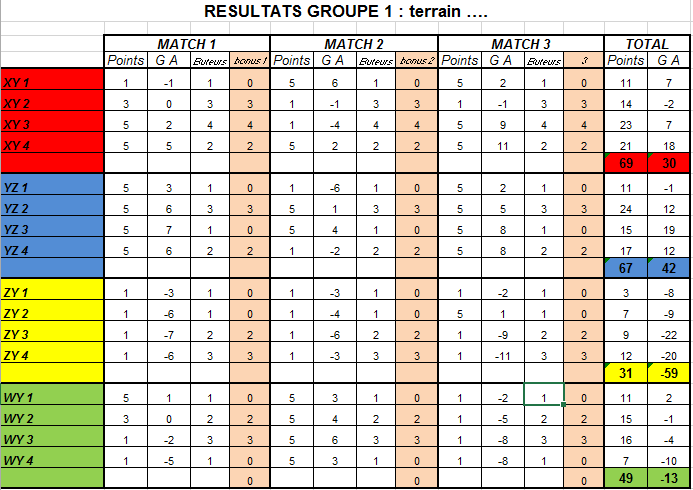 RESULTATS GROUPE 1 : terrain ….
MATCH 1 MATCH 2 MATCH 3 TOTAL
Points G A Buteurs bonus 1 Points G A Buteurs bonus 2 Points G A Buteurs 3 Points G A
XY 1 1 -1 1 0 5 6 1 0 5 2 1 0 11 7
XY 2 3 0 3 3 1 -1 3 3 1 -1 3 3 14 -2
XY 3 5 2 4 4 1 -4 4 4 5 9 4 4 23 7
XY 4 5 5 2 2 5 2 2 2 5 11 2 2 21 18
69 30
YZ 1 5 3 1 0 1 -6 1 0 5 2 1 0 11 -1
YZ 2 5 6 3 3 5 1 3 3 5 5 3 3 24 12
YZ 3 5 7 1 0 5 4 1 0 5 8 1 0 15 19
YZ 4 5 6 2 2 1 -2 2 2 5 8 2 2 17 12
67 42
ZY 1 1 -3 1 0 1 -3 1 0 1 -2 1 0 3 -8
ZY 2 1 -6 1 0 1 -4 1 0 5 1 1 0 7 -9
ZY 3 1 -7 2 2 1 -6 2 2 1 -9 2 2 9 -22
ZY 4 1 -6 3 3 1 -3 3 3 1 -11 3 3 12 -20
31 -59
WY 1 5 1 1 0 5 3 1 0 1 -2 1 0 11 2
WY 2 3 0 2 2 5 4 2 2 1 -5 2 2 15 -1
WY 3 1 -2 3 3 5 6 3 3 1 -8 3 3 16 -4
WY 4 1 -5 1 0 5 3 1 0 1 -8 1 0 7 -10
0 0 0 49 -13